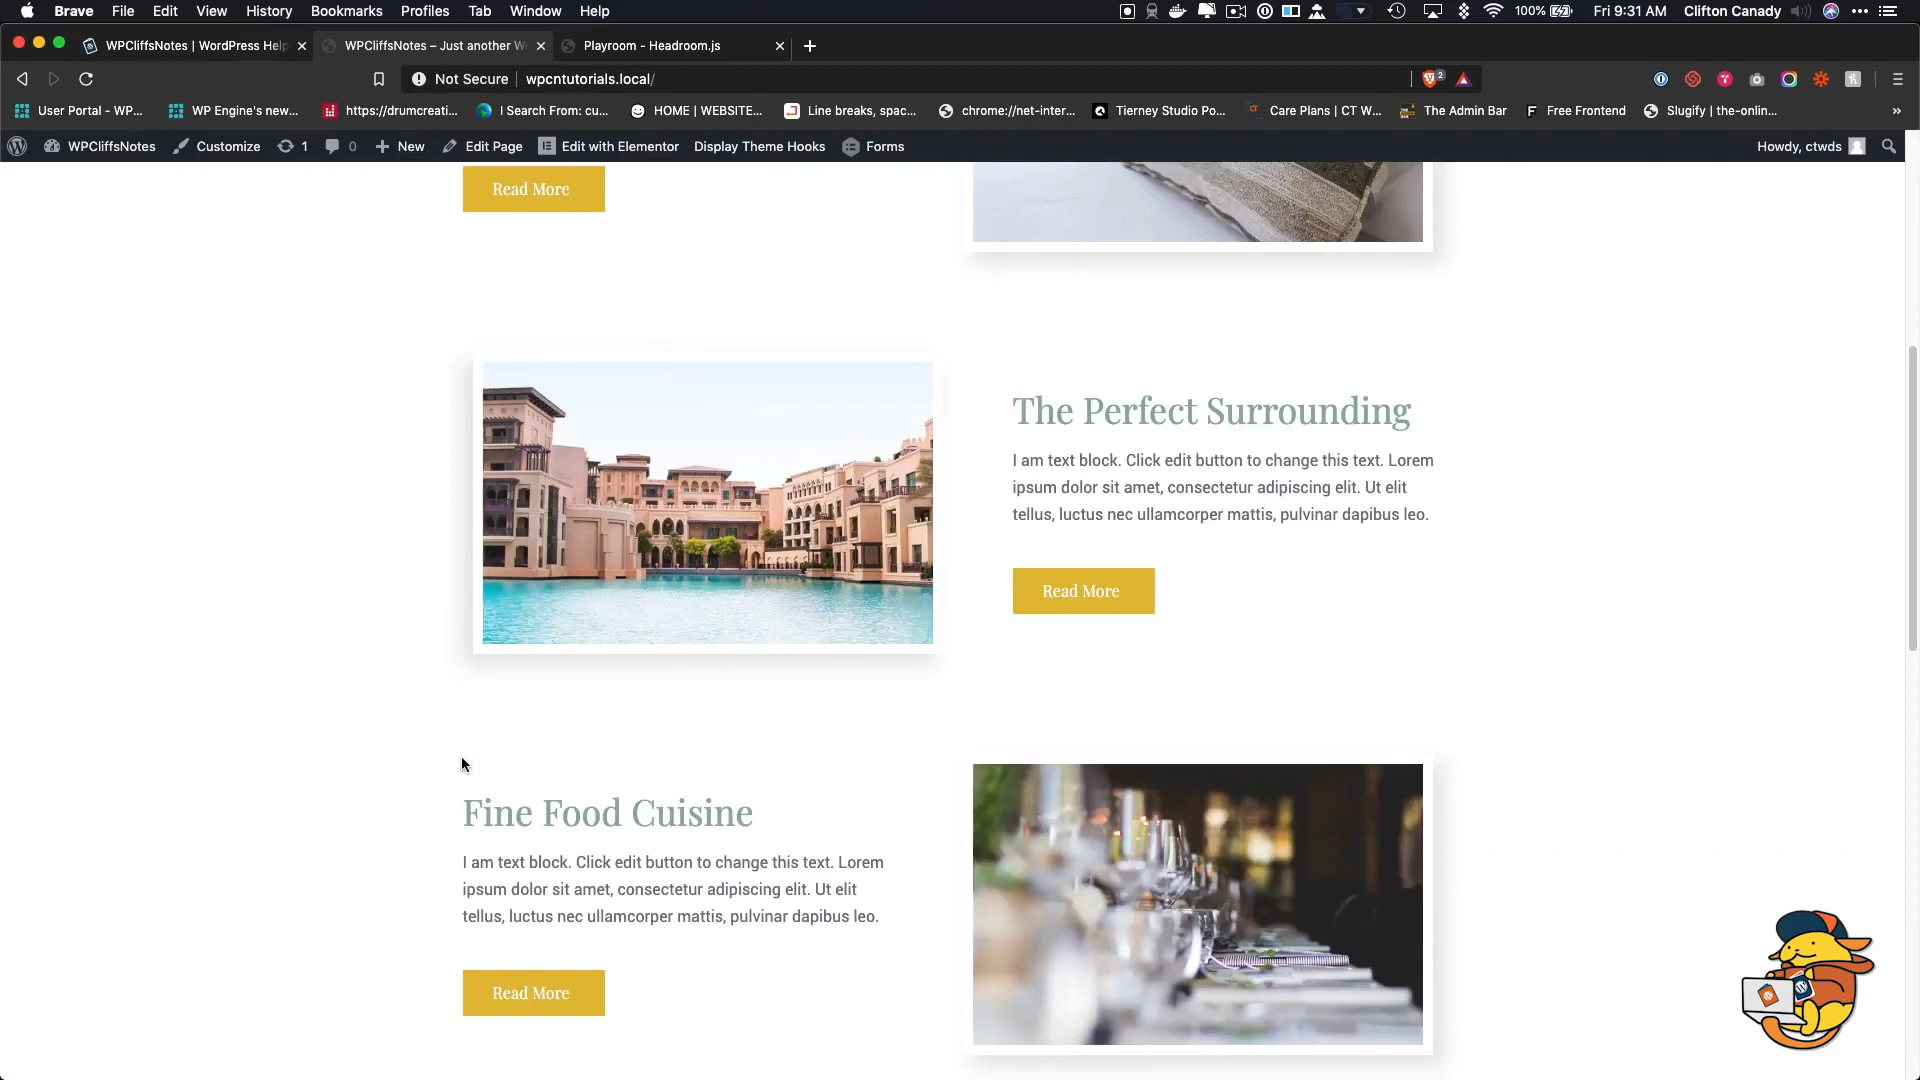 Brave File Edit View History Bookmarks Profiles Tab Window Help 100% Fri 9:31 AM Clifton Canady
WPCliffsNotes | WordPress Help WPCliffsNotes – Just another W Playroom - Headroom.js
Not Secure wpcntutorials.local/ 2
User Portal - WP... WP Engine's new... https://drumcreati... I Search From: cu... HOME | WEBSITE... Line breaks, spac... chrome://net-inter... Tierney Studio Po... Care Plans | CT W... The Admin Bar Free Frontend Slugify | the-onlin...
WPCliffsNotes Customize 1 0 New Edit Page Edit with Elementor Display Theme Hooks Forms Howdy, ctwds
Read More
The Perfect Surrounding
I am text block. Click edit button to change this text. Lorem
ipsum dolor sit amet, consectetur adipiscing elit. Ut elit
tellus, luctus nec ullamcorper mattis, pulvinar dapibus leo.
Read More
Fine Food Cuisine
I am text block. Click edit button to change this text. Lorem
ipsum dolor sit amet, consectetur adipiscing elit. Ut elit
tellus, luctus nec ullamcorper mattis, pulvinar dapibus leo.
Read More